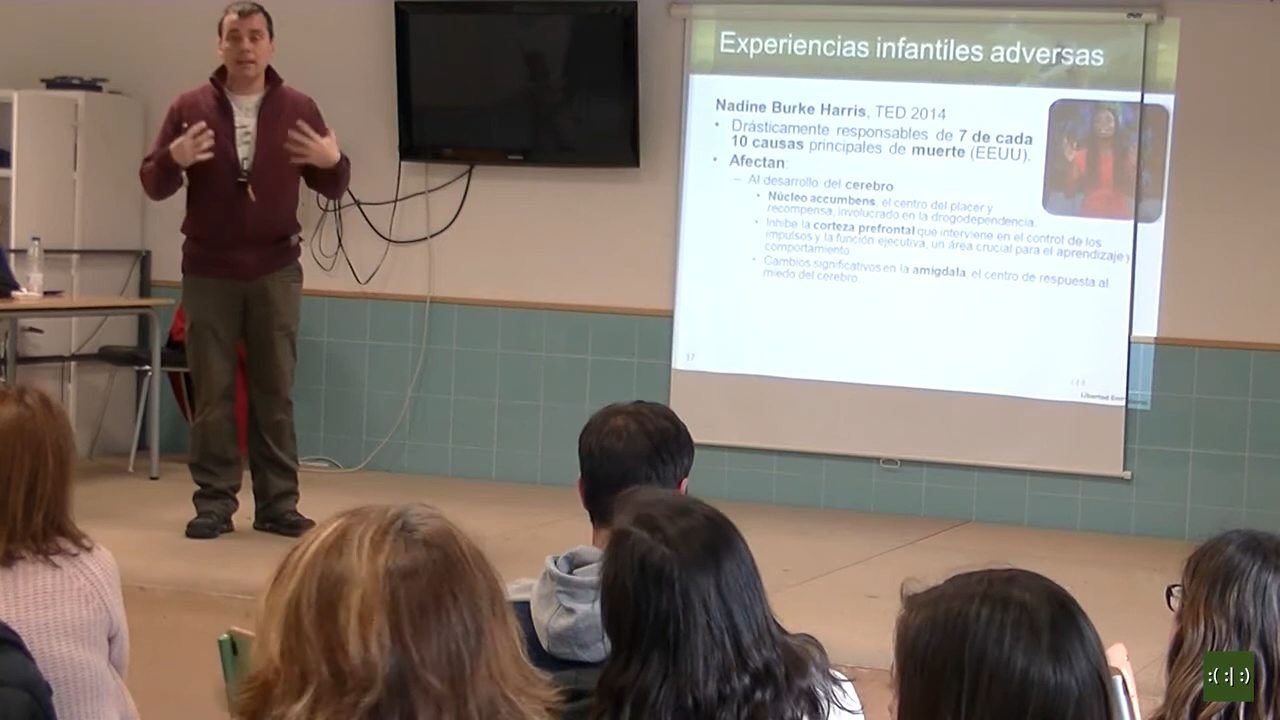 Experiencias infantiles adversas
Nadine Burke Harris, TED 2014
• Drásticamente responsables de 7 de cada
10 causas principales de muerte (EEUU).
• Afectan:
– Al desarrollo del cerebro
• Núcleo accumbens, el centro del placer y
recompensa, involucrado en la drogodependencia.
• Inhibe la corteza prefrontal que interviene en el control de los
impulsos y la función ejecutiva, un área crucial para el aprendizaje y
comportamiento.
• Cambios significativos en la amigdala, el centro de respuesta al
miedo del cerebro.
17
Libertad
:( :| :)